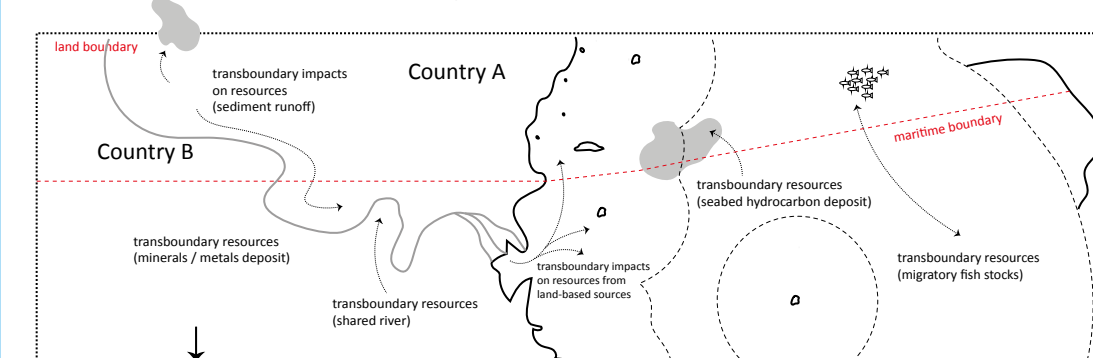 land boundary
transboundary impacts
on resources
(sediment runoff)
Country A
maritime boundary
Country B
transboundary resources
(seabed hydrocarbon deposit)
transboundary resources
(minerals / metals deposit)
transboundary impacts
on resources from
land-based sources
transboundary resources
(migratory fish stocks)
transboundary resources
(shared river)